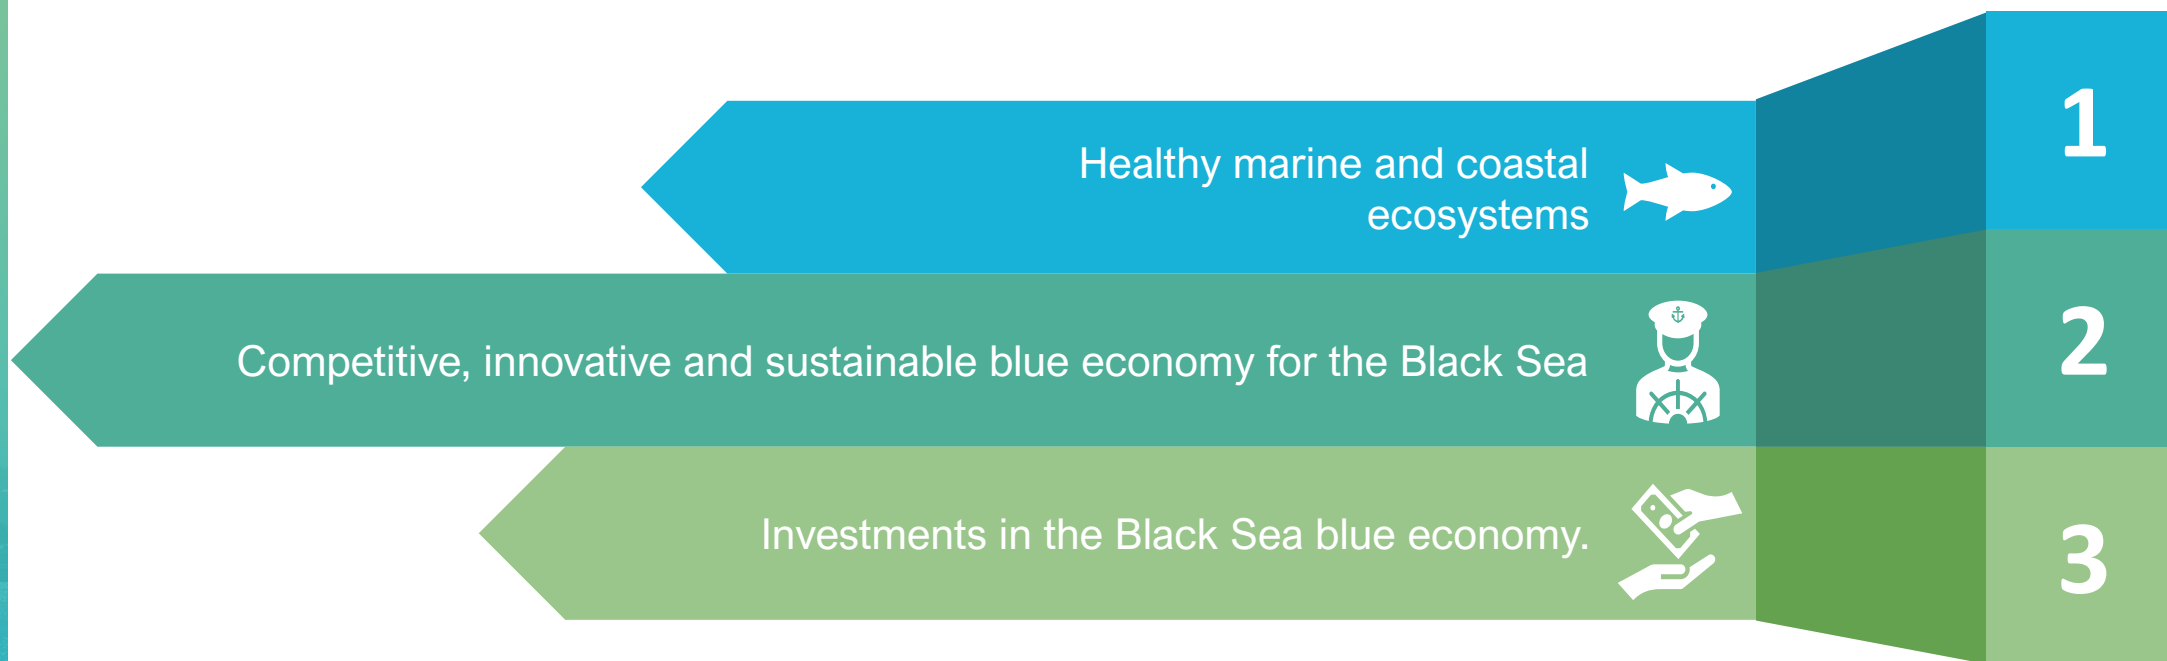 1
Healthy marine and coastal
ecosystems
2
Competitive, innovative and sustainable blue economy for the Black Sea
3
Investments in the Black Sea blue economy.